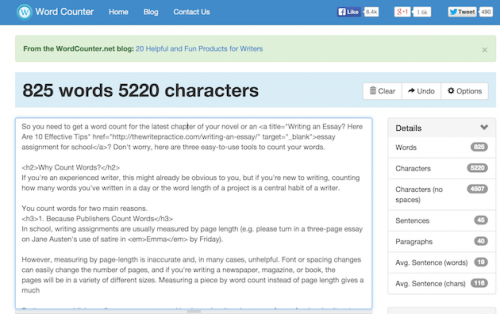 Word Counter Home Blog Contact Us Like 6.4k +1 1.6k Tweet 490
From the WordCounter.net blog: 20 Helpful and Fun Products for Writers ×
825 words 5220 characters Clear Undo Options
So you need to get a word count for the latest chapter of your novel or an <a title="Writing an Essay? Here
Are 10 Effective Tips" href="http://thewritepractice.com/writing-an-essay/" target="_blank">essay
assignment for school</a>? Don't worry, here are three easy-to-use tools to count your words.
<h2>Why Count Words?</h2>
If you're an experienced writer, this might already be obvious to you, but if you're new to writing, counting
how many words you've written in a day or the word length of a project is a central habit of a writer.
You count words for two main reasons.
<h3>1. Because Publishers Count Words</h3>
In school, writing assignments are usually measured by page length (e.g. please turn in a three-page essay
on Jane Austen's use of satire in <em>Emma</em> by Friday).
However, measuring by page-length is inaccurate and, in many cases, unhelpful. Font or spacing changes
can easily change the number of pages, and if you're writing a newspaper, magazine, or book, the
pages will be in a variety of different sizes. Measuring a piece by word count instead of page length gives a
much
Details
Words 825
Characters 5220
Characters (no
spaces) 4507
Sentences 45
Paragraphs 40
Avg. Sentence (words) 19
Avg. Sentence (chars) 116